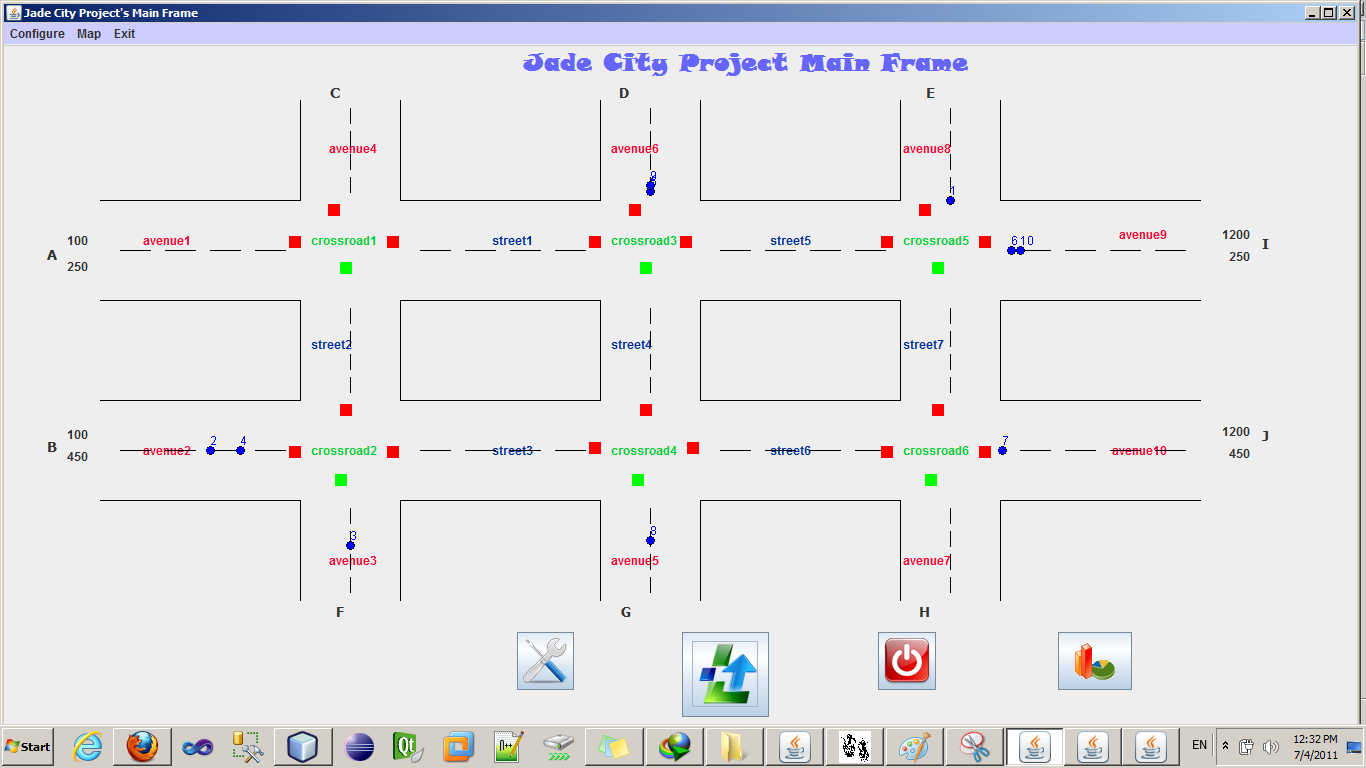 Jade City Project's Main Frame
Configure Map Exit
Jade City Project Main Frame
C D E
avenue4 avenue6 avenue8
9
1
100 avenue1 crossroad1 street1 crossroad3 street5 crossroad5 6 10 avenue9 1200
A I
250 250
street2 street4 street7
100 2 4 7 1200
B avenue2 crossroad2 street3 crossroad4 street6 crossroad6 avenue10 J
450 450
3 8
avenue3 avenue5 avenue7
F G H
Start Qt n++ EN 12:32 PM
7/4/2011